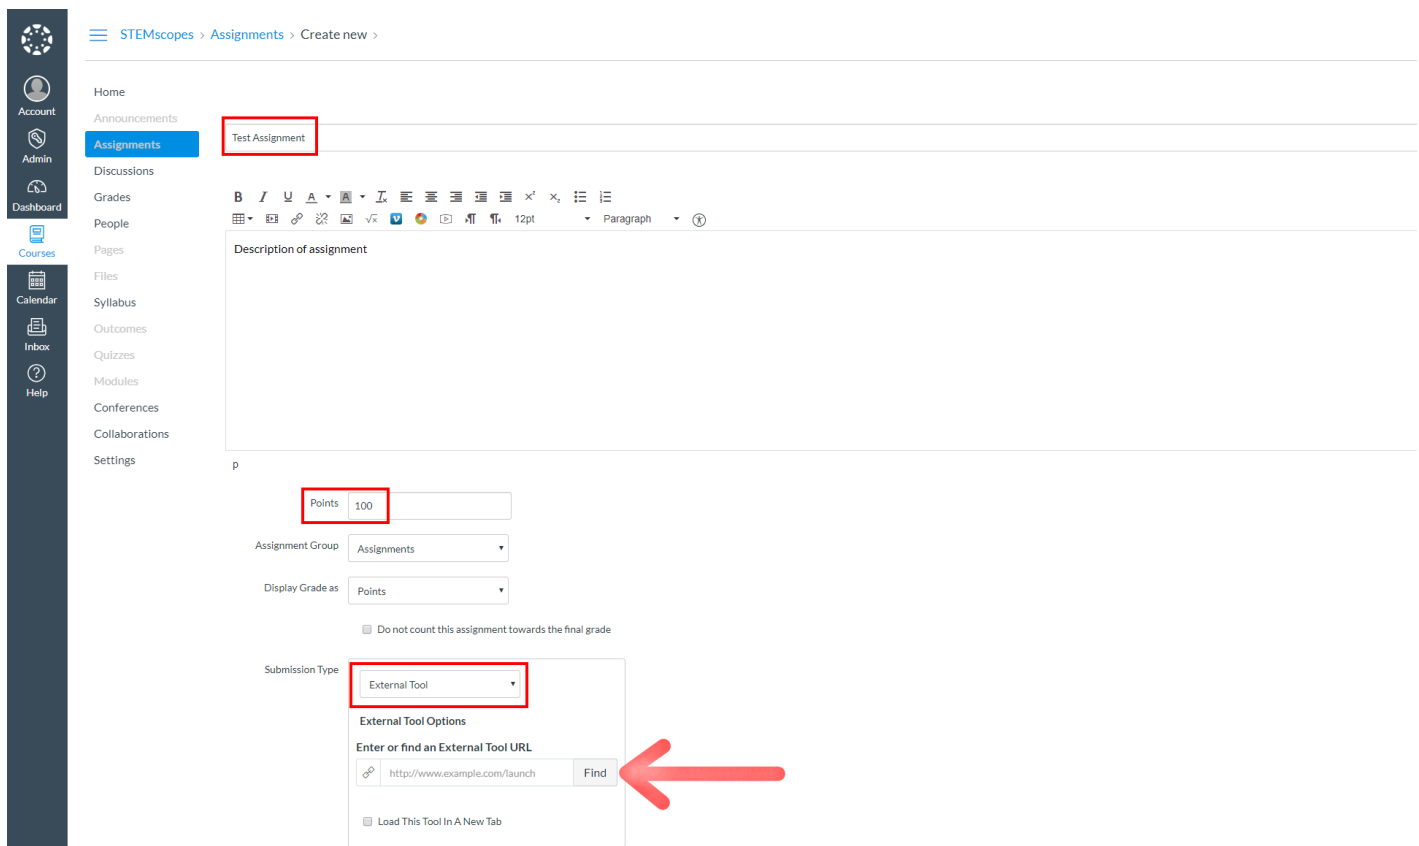 STEMscopes > Assignments > Create new >
Account
Admin
Dashboard
Courses
Calendar
Inbox
Help
Home
Announcements
Assignments
Discussions
Grades
People
Pages
Files
Syllabus
Outcomes
Quizzes
Modules
Conferences
Collaborations
Settings
Test Assignment
B I U A A Tx x² x₂
√x 12pt Paragraph
Description of assignment
p
Points 100
Assignment Group Assignments
Display Grade as Points
Do not count this assignment towards the final grade
Submission Type External Tool
External Tool Options
Enter or find an External Tool URL
http://www.example.com/launch Find
Load This Tool In A New Tab